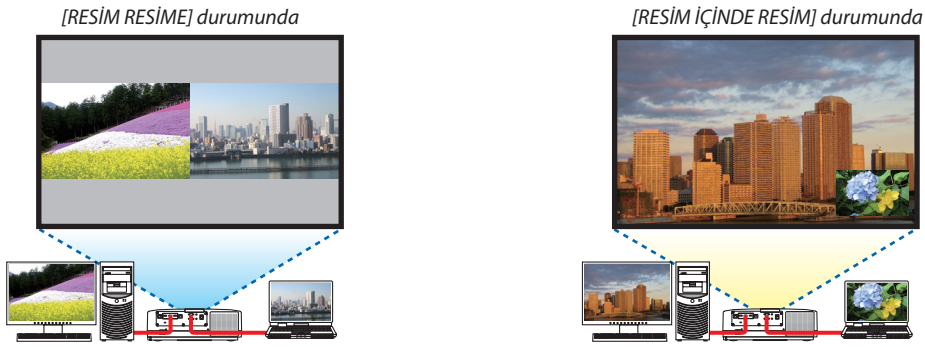 [RESİM RESİME] durumunda
[RESİM İÇİNDE RESİM] durumunda